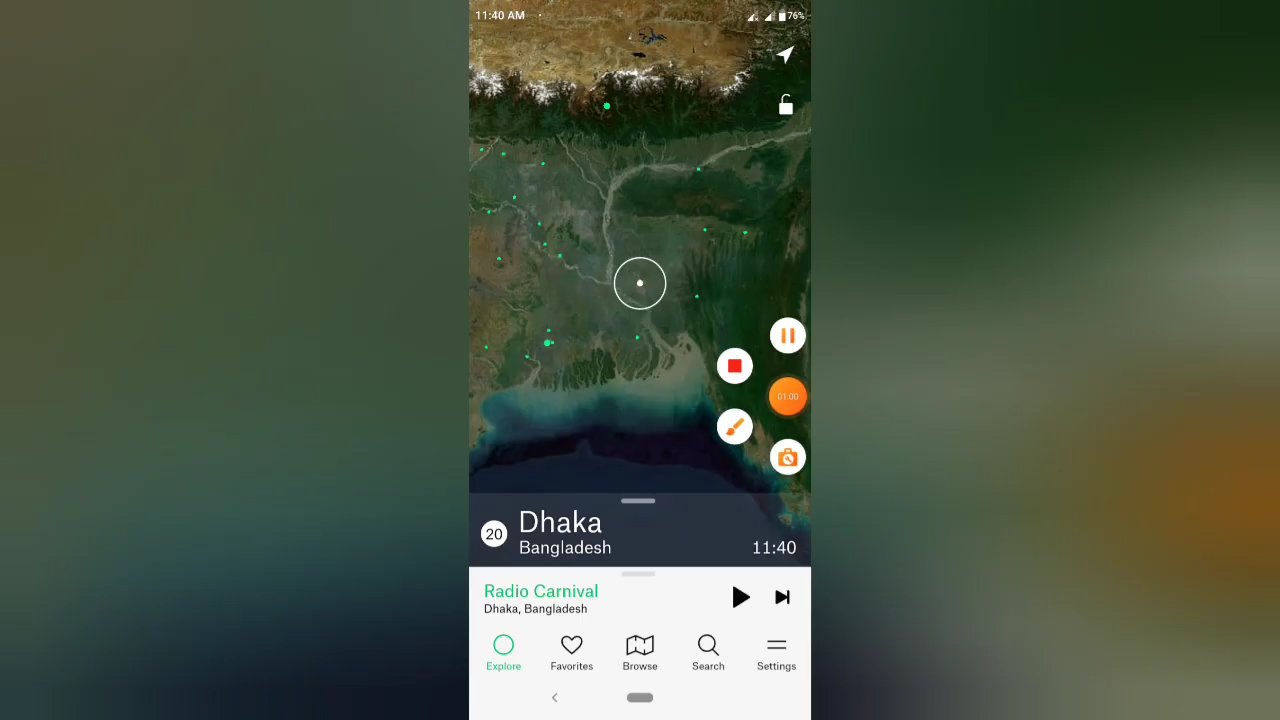 11:40 AM
76%
01:00
20
Dhaka
Bangladesh
11:40
Radio Carnival
Dhaka, Bangladesh
Explore
Favorites
Browse
Search
Settings